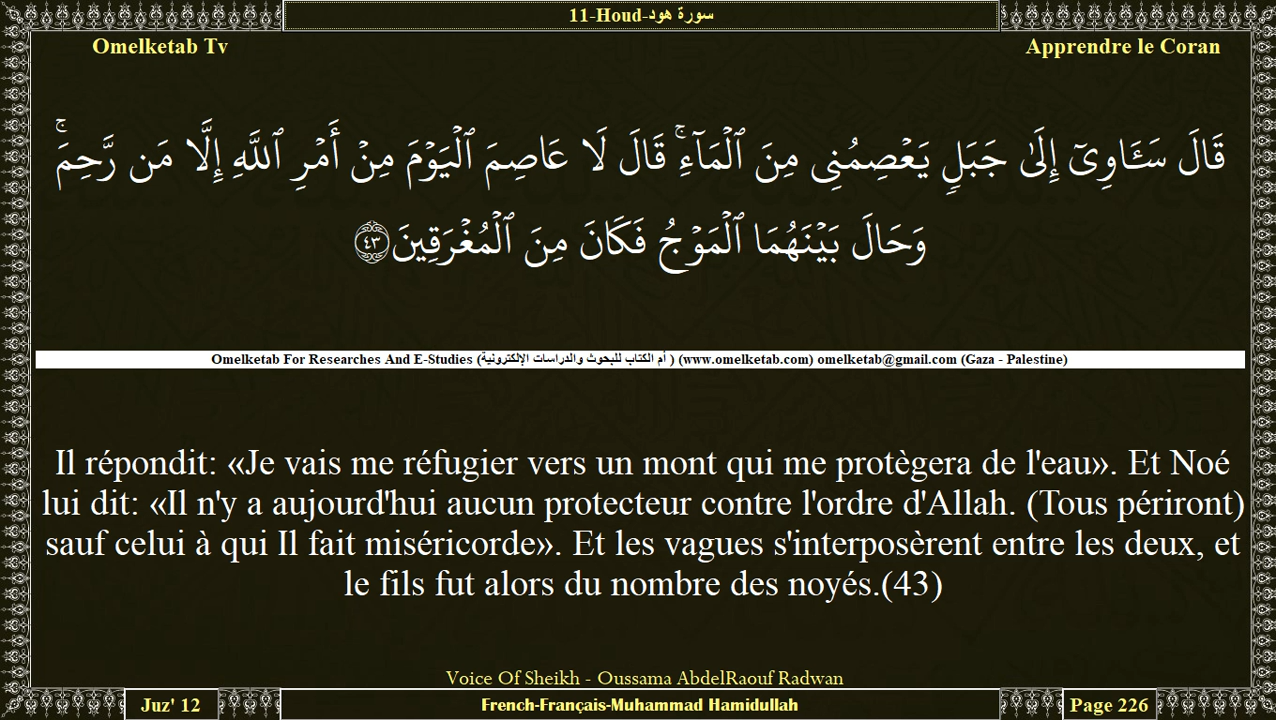 11-Houd-سورة هود
Omelketab Tv
Apprendre le Coran
قَالَ سَـَٔاوِىٓ إِلَىٰ جَبَلٍۢ يَعْصِمُنِى مِنَ ٱلْمَآءِ ۚ قَالَ لَا عَاصِمَ ٱلْيَوْمَ مِنْ أَمْرِ ٱللَّهِ إِلَّا مَن رَّحِمَ ۚ
وَحَالَ بَيْنَهُمَا ٱلْمَوْجُ فَكَانَ مِنَ ٱلْمُغْرَقِينَ ٤٣
Omelketab For Researches And E-Studies (أم الكتاب للبحوث والدراسات الإلكترونية ) (www.omelketab.com) omelketab@gmail.com (Gaza - Palestine)
Il répondit: «Je vais me réfugier vers un mont qui me protègera de l'eau». Et Noé
lui dit: «Il n'y a aujourd'hui aucun protecteur contre l'ordre d'Allah. (Tous périront)
sauf celui à qui Il fait miséricorde». Et les vagues s'interposèrent entre les deux, et
le fils fut alors du nombre des noyés.(43)
Voice Of Sheikh - Oussama AbdelRaouf Radwan
Juz' 12
French-Français-Muhammad Hamidullah
Page 226